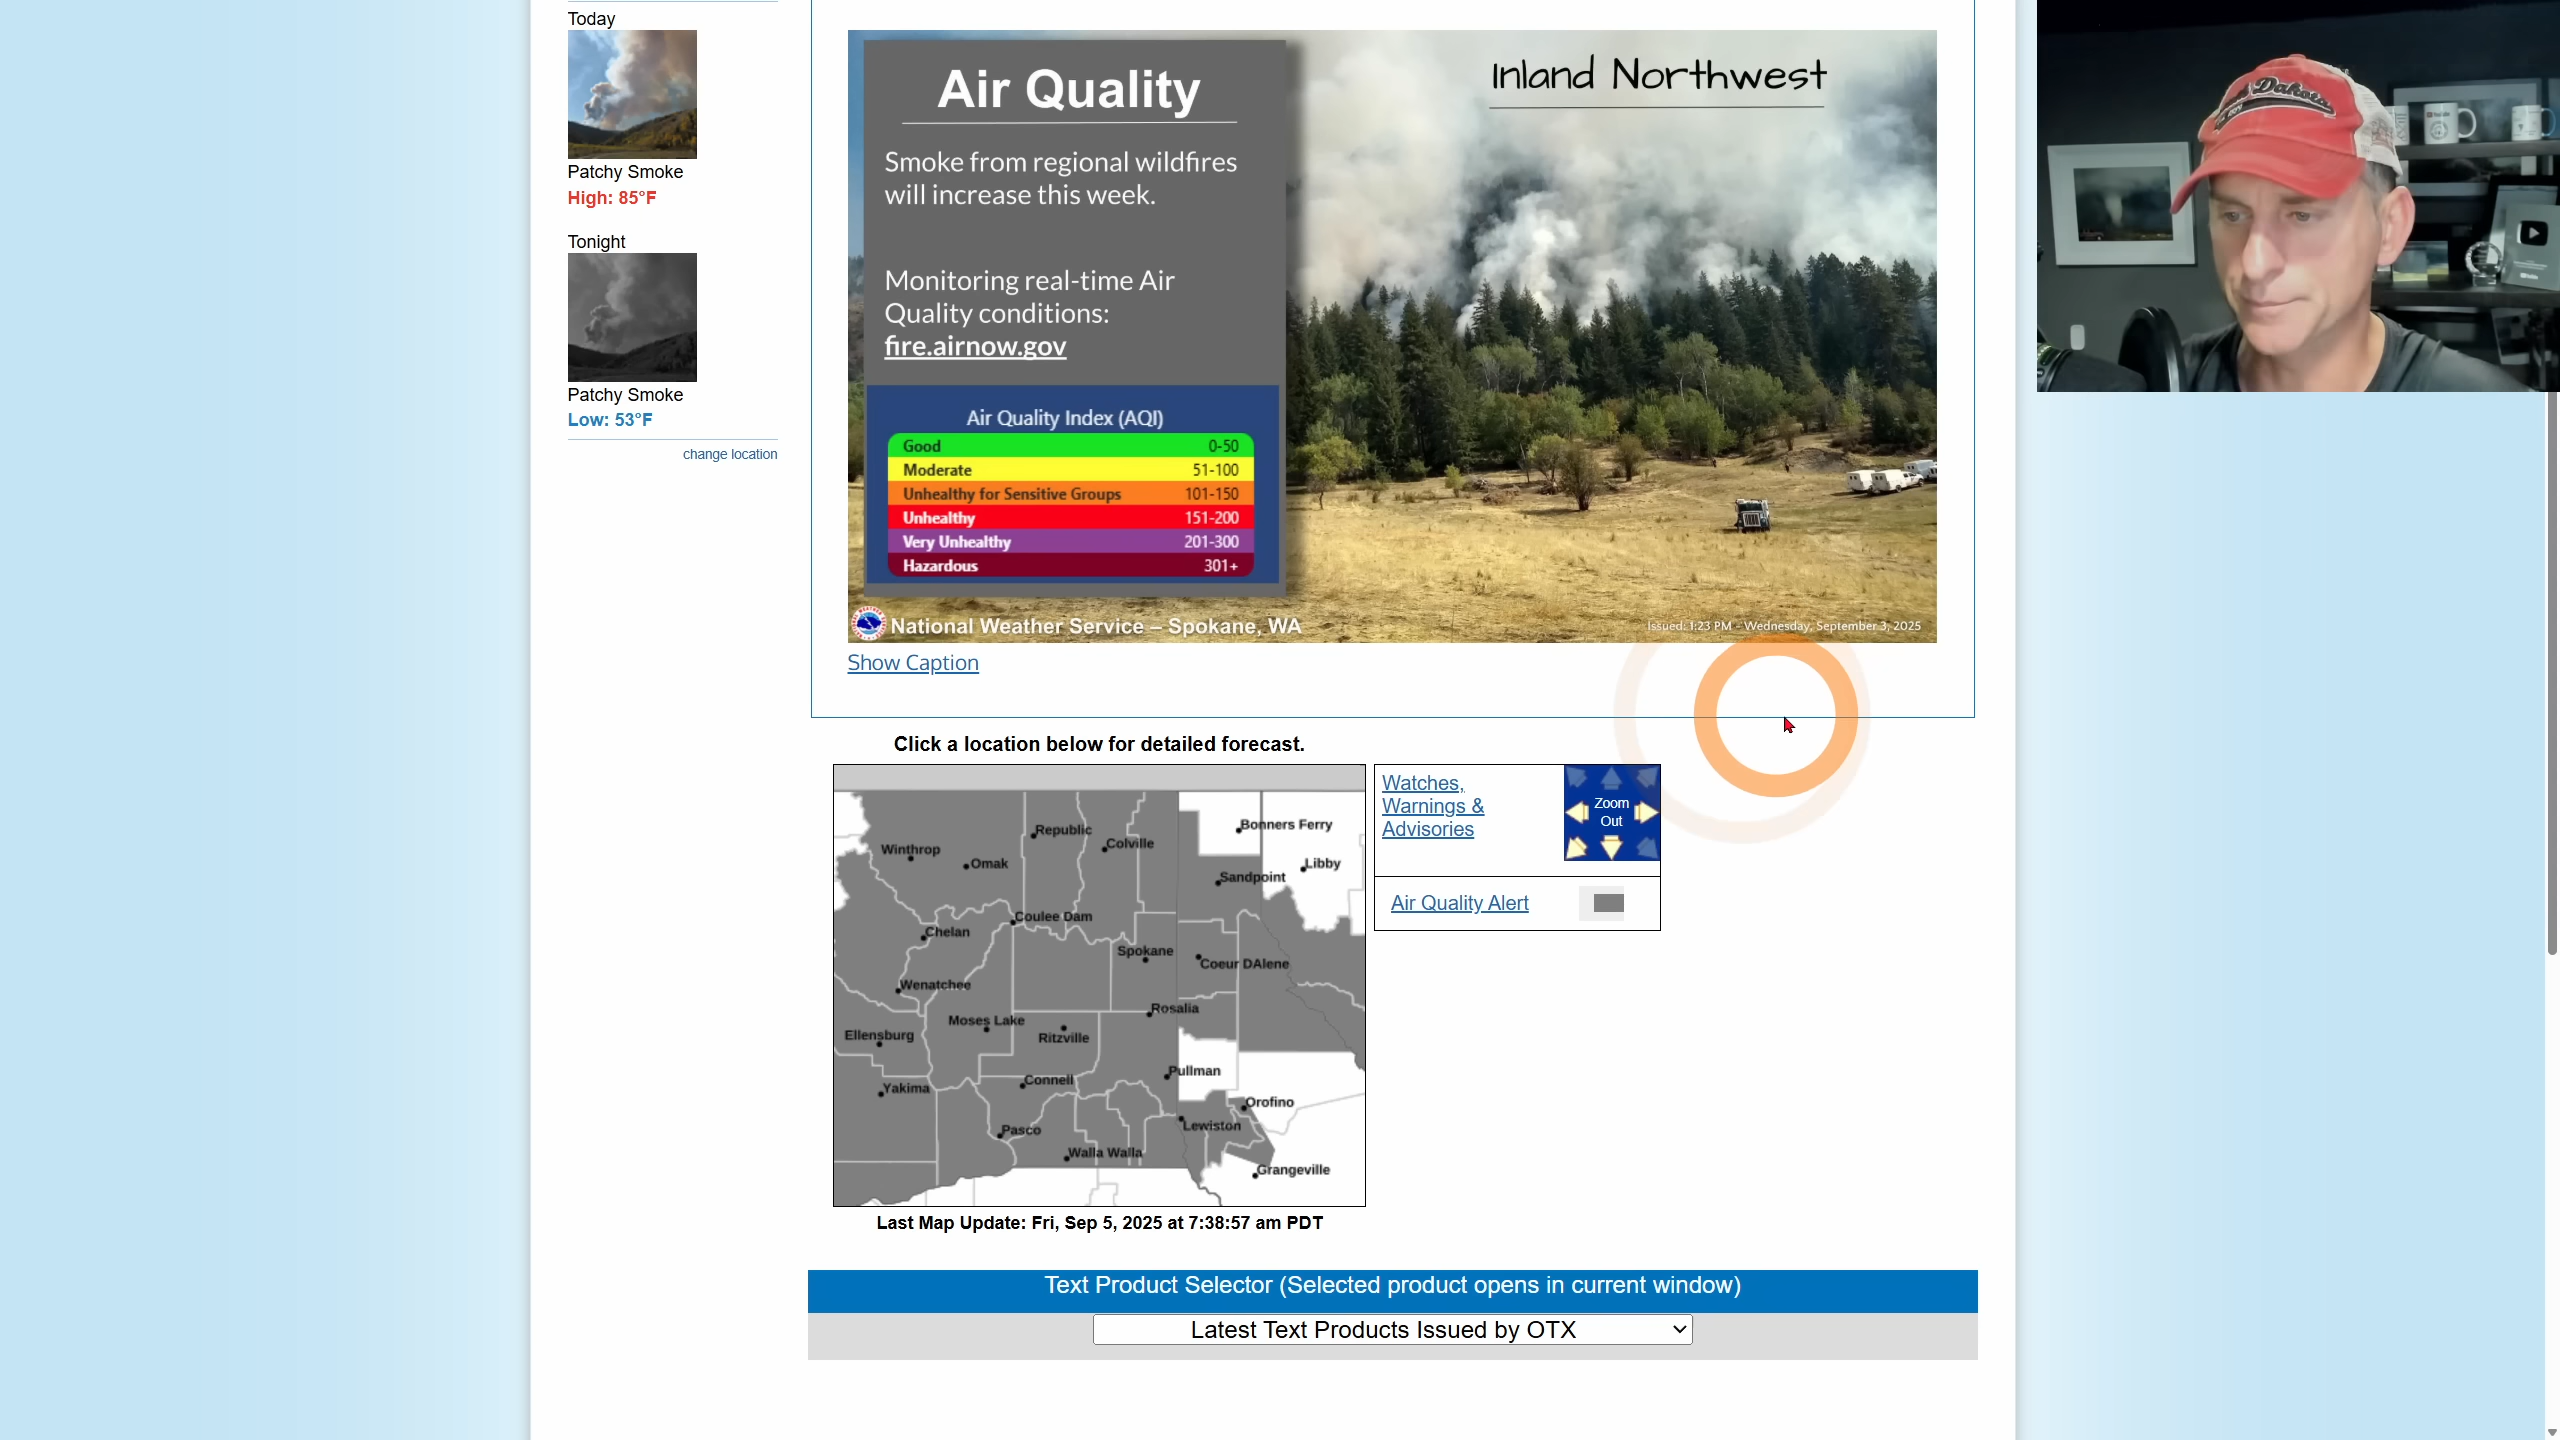 Today
Patchy Smoke
High: 85°F
Tonight
Patchy Smoke
Low: 53°F
change location
Air Quality
Smoke from regional wildfires
will increase this week.
Monitoring real-time Air
Quality conditions:
fire.airnow.gov
Air Quality Index (AQI)
Good 0-50
Moderate 51-100
Unhealthy for Sensitive Groups 101-150
Unhealthy 151-200
Very Unhealthy 201-300
Hazardous 301+
Inland Northwest
National Weather Service – Spokane, WA
Issued: 1:23 PM – Wednesday, September 3, 2025
Show Caption
Dakota
Click a location below for detailed forecast.
Republic
Bonners Ferry
Winthrop
Colville
Omak
Libby
Sandpoint
Coulee Dam
Chelan
Spokane
Coeur DAlene
Wenatchee
Rosalia
Moses Lake
Ellensburg
Ritzville
Pullman
Connell
Yakima
Orofino
Lewiston
Pasco
Walla Walla
Grangeville
Last Map Update: Fri, Sep 5, 2025 at 7:38:57 am PDT
Watches,
Warnings &
Advisories
Zoom
Out
Air Quality Alert
Text Product Selector (Selected product opens in current window)
Latest Text Products Issued by OTX